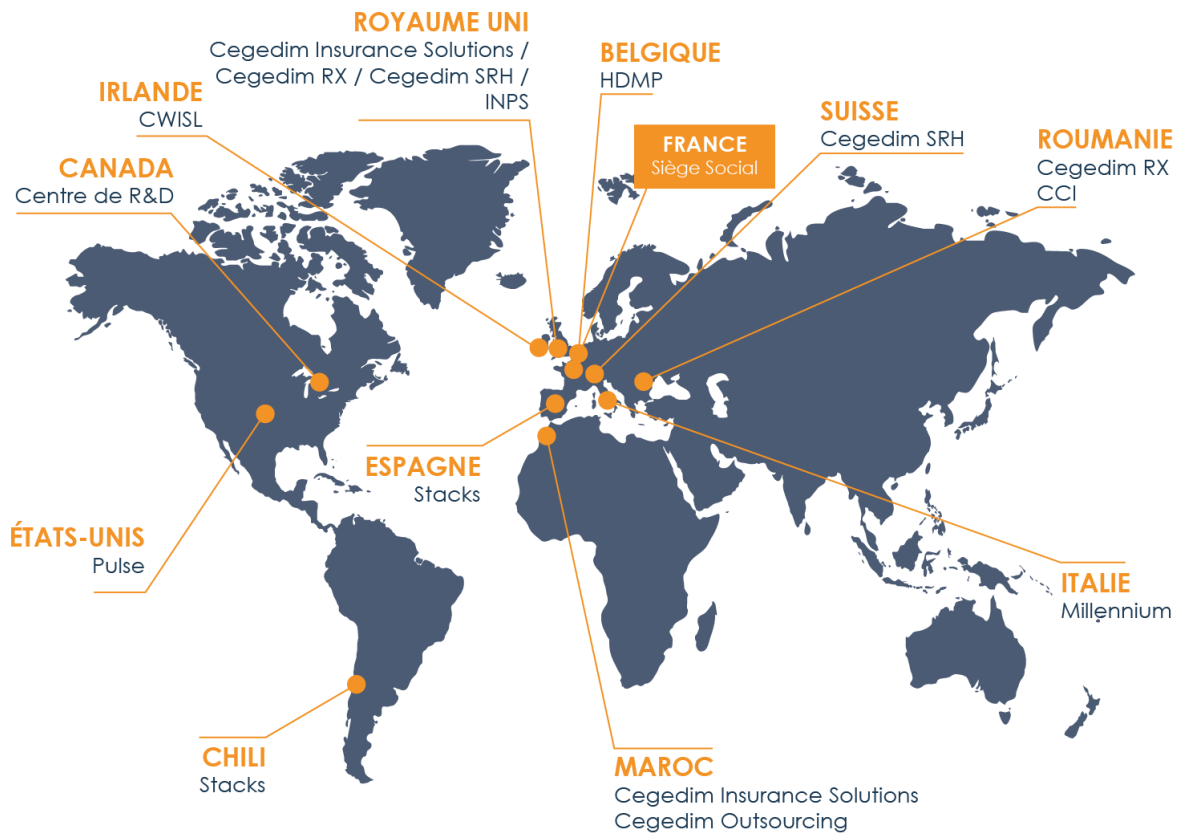 ROYAUME UNI
Cegedim Insurance Solutions /
Cegedim RX / Cegedim SRH /
INPS
BELGIQUE
HDMP
IRLANDE
CWISL
SUISSE
Cegedim SRH
FRANCE
Siège Social
ROUMANIE
Cegedim RX
CCI
CANADA
Centre de R&D
ESPAGNE
Stacks
ÉTATS-UNIS
Pulse
ITALIE
Millennium
CHILI
Stacks
MAROC
Cegedim Insurance Solutions
Cegedim Outsourcing